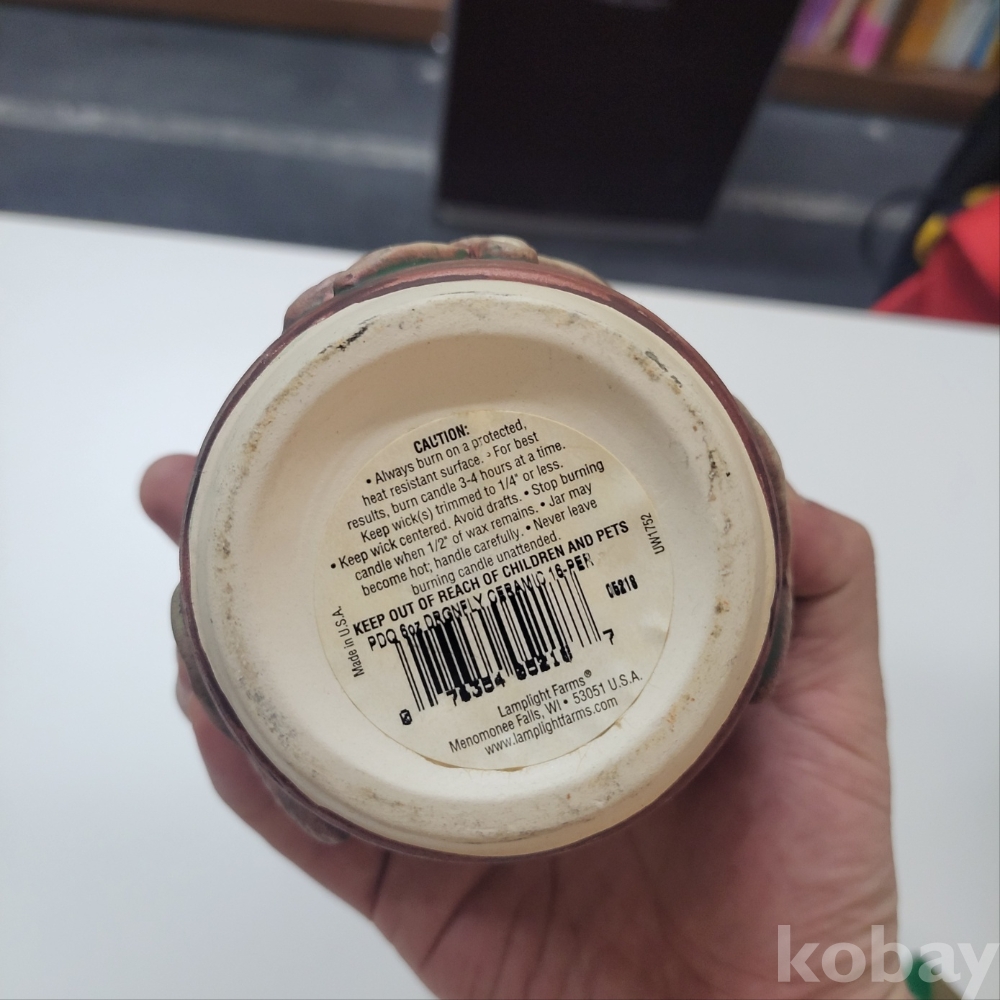 CAUTION:
• Always burn on a protected,
heat resistant surface. • For best
results, burn candle 3-4 hours at a time.
Keep wick(s) trimmed to 1/4" or less.
• Keep wick centered. Avoid drafts. • Stop burning
candle when 1/2" of wax remains. • Jar may
become hot; handle carefully. • Never leave
burning candle unattended.
KEEP OUT OF REACH OF CHILDREN AND PETS
PDQ 6oz DRGNFLY CERAMIC 16-PER
UW1752
05218
Made in U.S.A.
0 76354 05218 7
Lamplight Farms®
Menomonee Falls, WI • 53051 U.S.A.
www.lamplightfarms.com
kobay